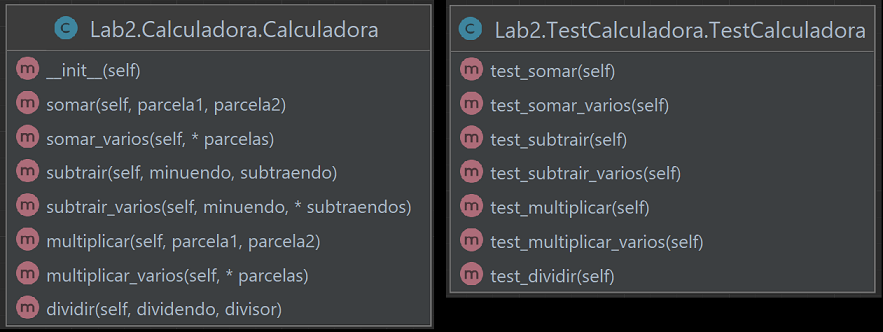 C Lab2.Calculadora.Calculadora
m __init__(self)
m somar(self, parcela1, parcela2)
m somar_varios(self, * parcelas)
m subtrair(self, minuendo, subtraendo)
m subtrair_varios(self, minuendo, * subtraendos)
m multiplicar(self, parcela1, parcela2)
m multiplicar_varios(self, * parcelas)
m dividir(self, dividendo, divisor)
C Lab2.TestCalculadora.TestCalculadora
m test_somar(self)
m test_somar_varios(self)
m test_subtrair(self)
m test_subtrair_varios(self)
m test_multiplicar(self)
m test_multiplicar_varios(self)
m test_dividir(self)